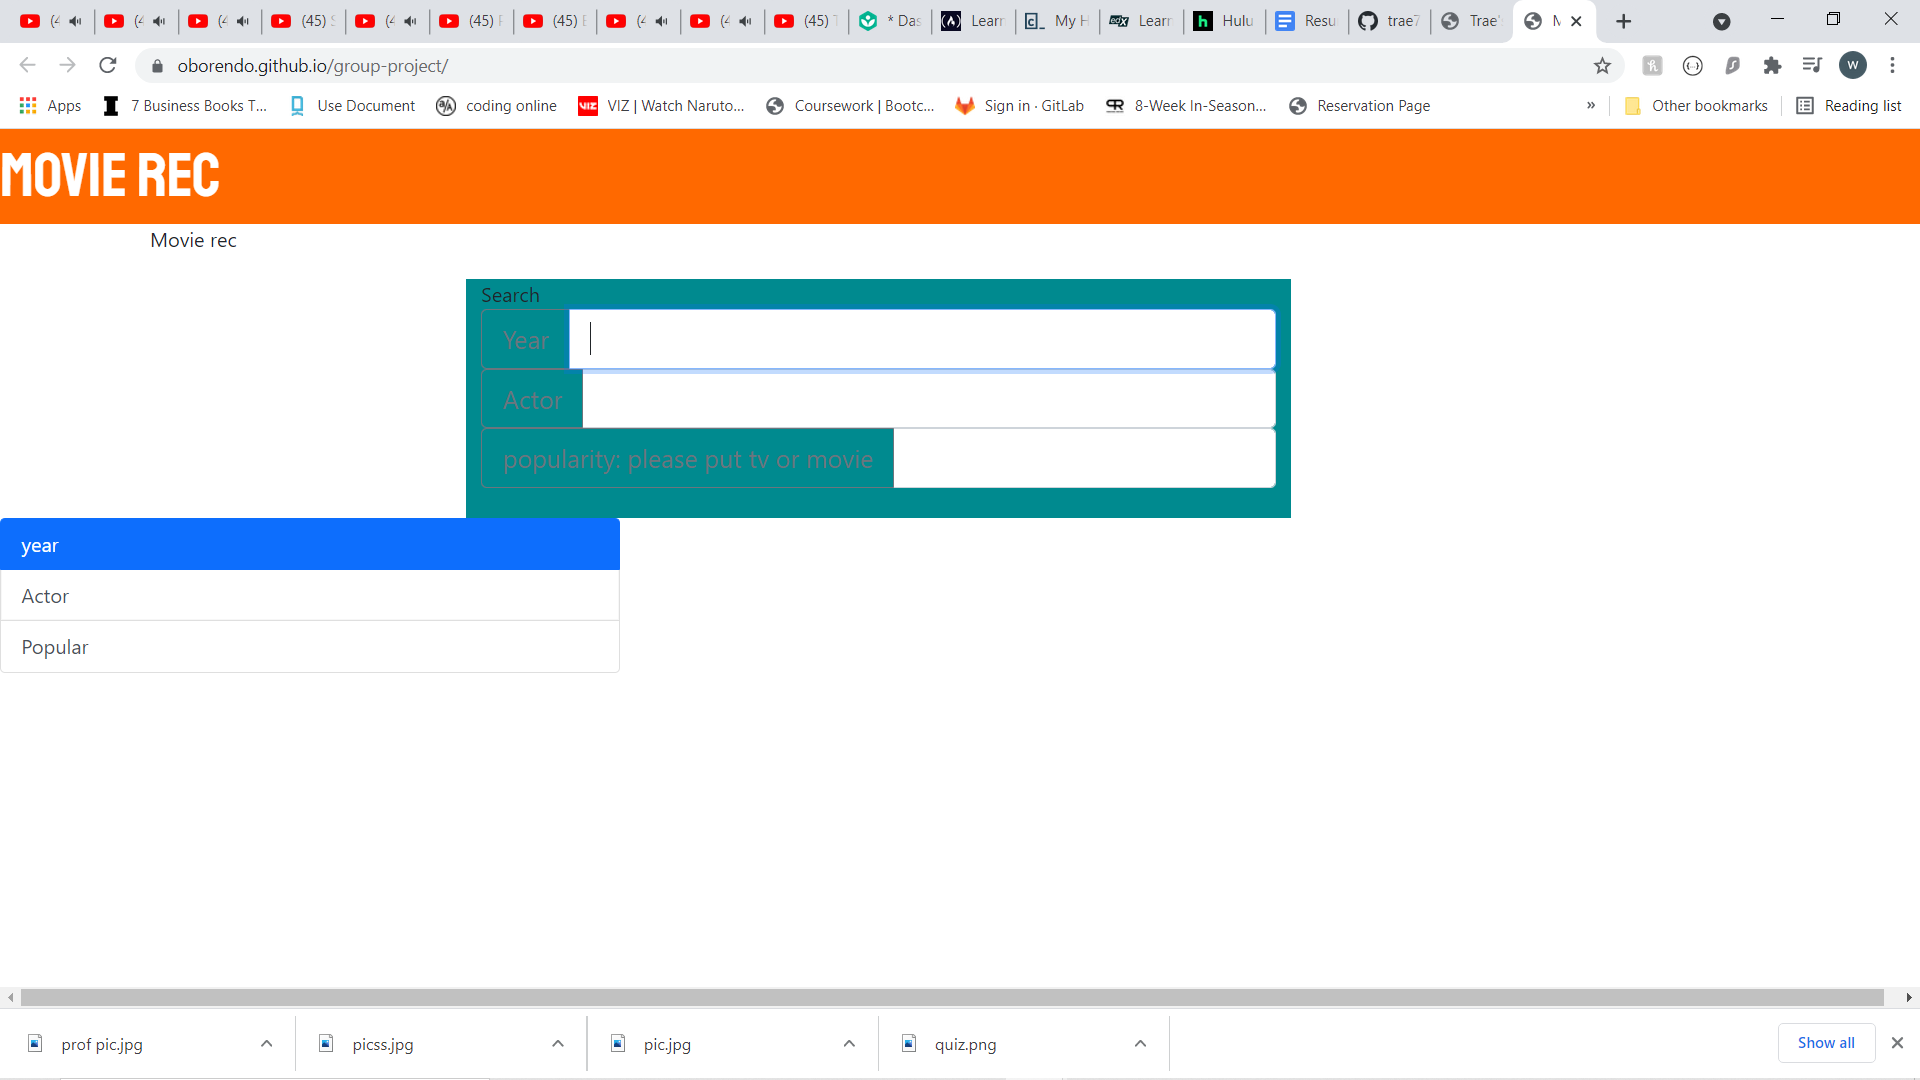 (4 (4 (4 (45) S (4 (45) F (45) E (4 (4 (45) T * Das Learn My H Learn Hulu Resu trae7 Trae' M
oborendo.github.io/group-project/
W
Apps 7 Business Books T... Use Document coding online VIZ | Watch Naruto... Coursework | Bootc... Sign in · GitLab 8-Week In-Season... Reservation Page » Other bookmarks Reading list
MOVIE REC
Movie rec
Search
Year
Actor
popularity: please put tv or movie
year
Actor
Popular
prof pic.jpg picss.jpg pic.jpg quiz.png Show all